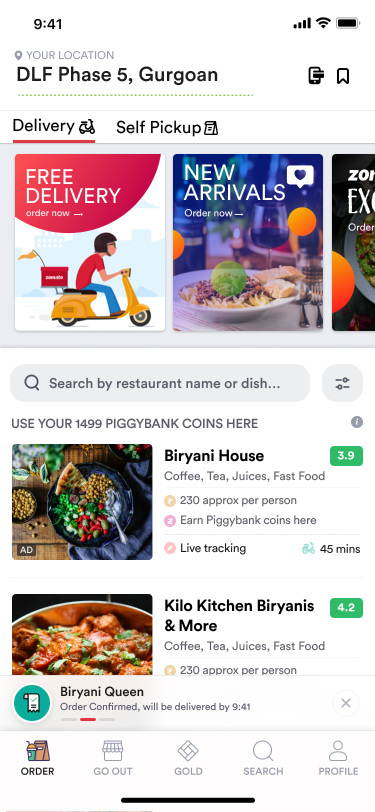 9:41
YOUR LOCATION
DLF Phase 5, Gurgoan
Delivery
Self Pickup
FREE
DELIVERY
order now →
zomato
NEW
ARRIVALS
Order now →
Order
Search by restaurant name or dish...
USE YOUR 1499 PIGGYBANK COINS HERE
AD
Biryani House
3.9
Coffee, Tea, Juices, Fast Food
230 approx per person
Earn Piggybank coins here
Live tracking
45 mins
Kilo Kitchen Biryanis
& More
4.2
Coffee, Tea, Juices, Fast Food
230 approx per person
Biryani Queen
Order Confirmed, will be delivered by 9:41
ORDER
GO OUT
GOLD
SEARCH
PROFILE